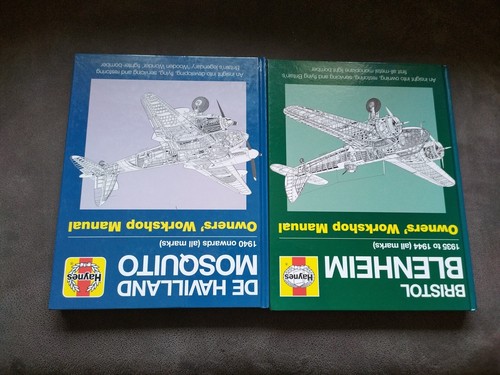 BRISTOL
BLENHEIM
Haynes
1935 to 1944 (all marks)
Owners' Workshop Manual
An insight into owning, restoring, servicing and flying Britain's
first all-metal monoplane light bomber
DE HAVILLAND
MOSQUITO
Haynes
1940 onwards (all marks)
Owners' Workshop Manual
An insight into developing, flying, servicing and restoring
Britain's legendary 'Wooden Wonder' fighter-bomber